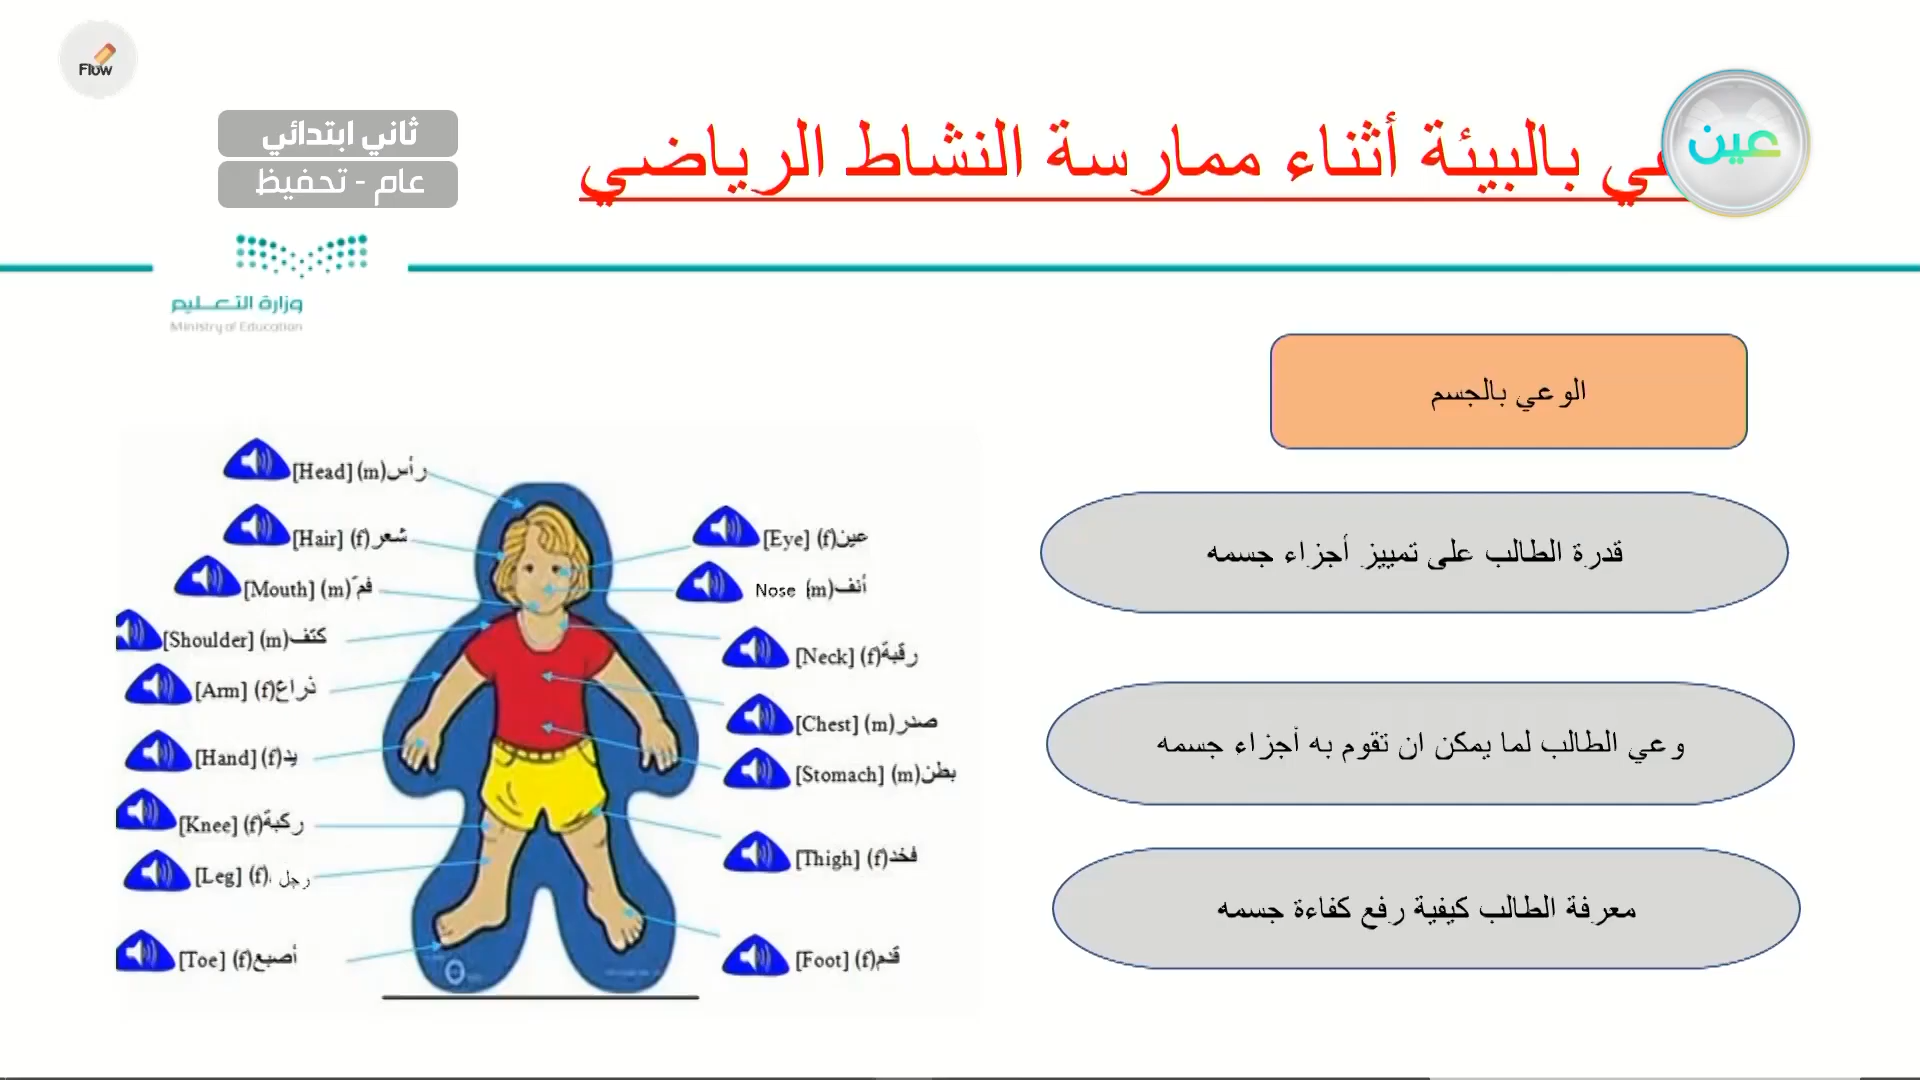 Flow
ثاني ابتدائي
عام - تحفيظ
عين
بالبيئة أثناء ممارسة النشاط الرياضي
وزارة التعليم
Ministry of Education
الوعي بالجسم
قدرة الطالب على تمييز أجزاء جسمه
وعي الطالب لما يمكن ان تقوم به أجزاء جسمه
معرفة الطالب كيفية رفع كفاءة جسمه
[Head] (m)رأس
[Hair] (f)شعر
[Mouth] (m)فمّ
[Shoulder] (m)كتف
[Arm] (f)ذراع
[Hand] (f)يد
[Knee] (f)ركبة
[Leg] (f). رجل
[Toe] (f)أصبع
[Eye] (f)عين
Nose (m)أنف
[Neck] (f)رقبة
[Chest] (m)صدر
[Stomach] (m)بطن
[Thigh] (f)فخد
[Foot] (f)قدم